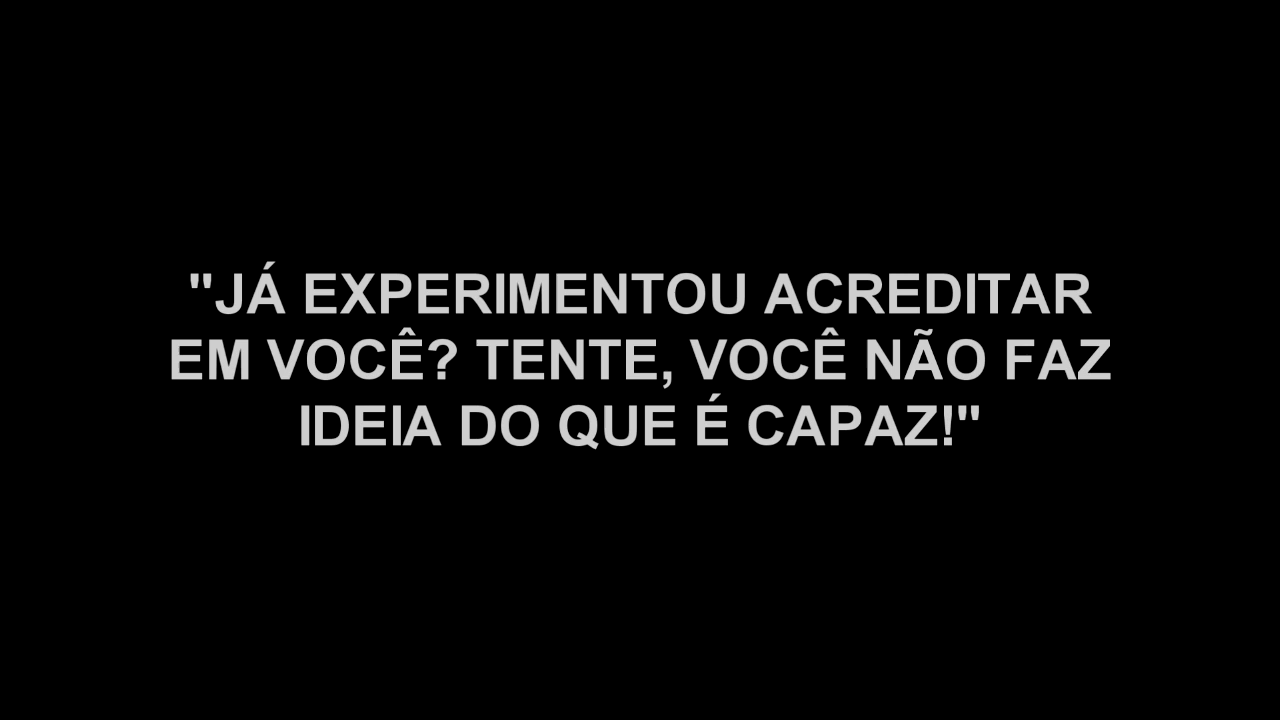 "JÁ EXPERIMENTOU ACREDITAR
EM VOCÊ? TENTE, VOCÊ NÃO FAZ
IDEIA DO QUE É CAPAZ!"